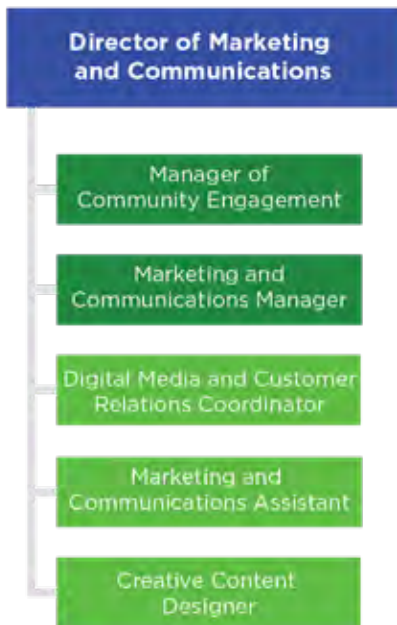 Director of Marketing
and Communications
Manager of
Community Engagement
Marketing and
Communications Manager
Digital Media and Customer
Relations Coordinator
Marketing and
Communications Assistant
Creative Content
Designer